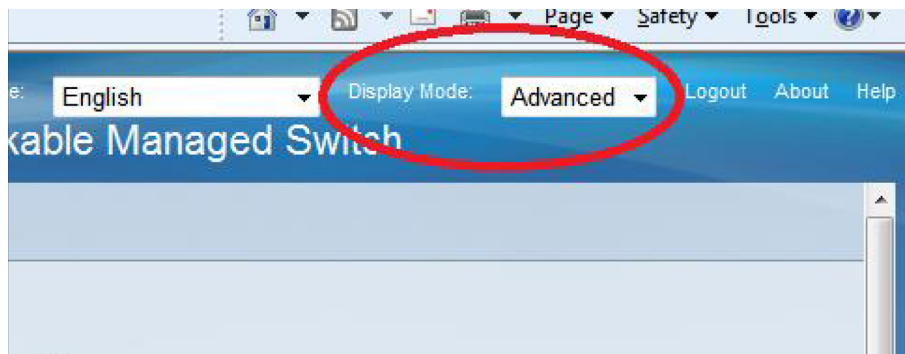 Page Safety Tools
e: English Display Mode: Advanced Logout About Help
kable Managed Switch